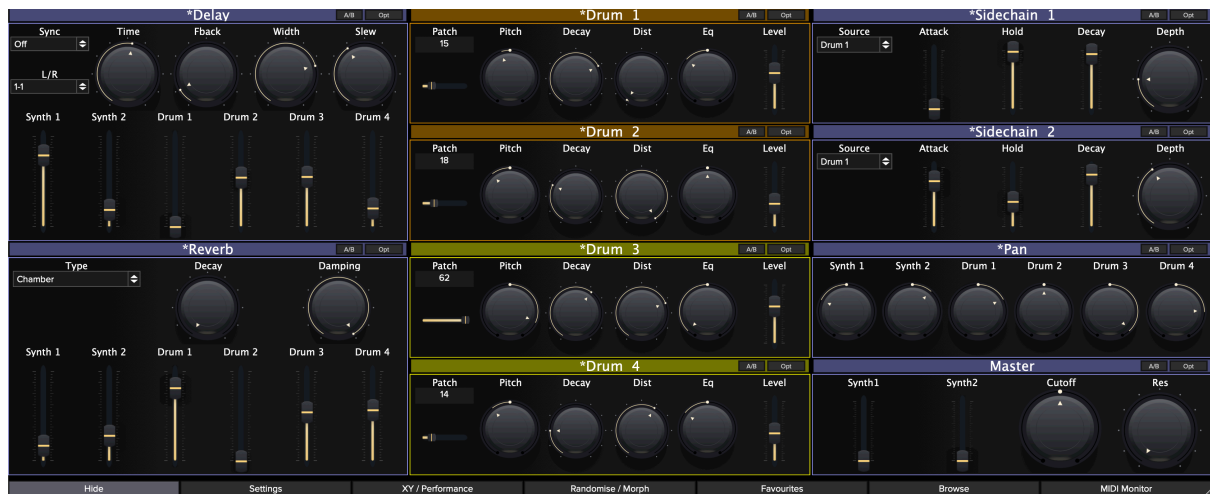 *Delay A/B Opt
Sync Time Fback Width Slew
Off
L/R
1-1
Synth 1 Synth 2 Drum 1 Drum 2 Drum 3 Drum 4
*Reverb A/B Opt
Type Decay Damping
Chamber
Synth 1 Synth 2 Drum 1 Drum 2 Drum 3 Drum 4
*Drum 1 A/B Opt
Patch Pitch Decay Dist Eq Level
15
*Drum 2 A/B Opt
Patch Pitch Decay Dist Eq Level
18
*Drum 3 A/B Opt
Patch Pitch Decay Dist Eq Level
62
*Drum 4 A/B Opt
Patch Pitch Decay Dist Eq Level
14
*Sidechain 1 A/B Opt
Source Attack Hold Decay Depth
Drum 1
*Sidechain 2 A/B Opt
Source Attack Hold Decay Depth
Drum 1
*Pan A/B Opt
Synth 1 Synth 2 Drum 1 Drum 2 Drum 3 Drum 4
Master A/B Opt
Synth1 Synth2 Cutoff Res
Hide Settings XY / Performance Randomise / Morph Favourites Browse MIDI Monitor